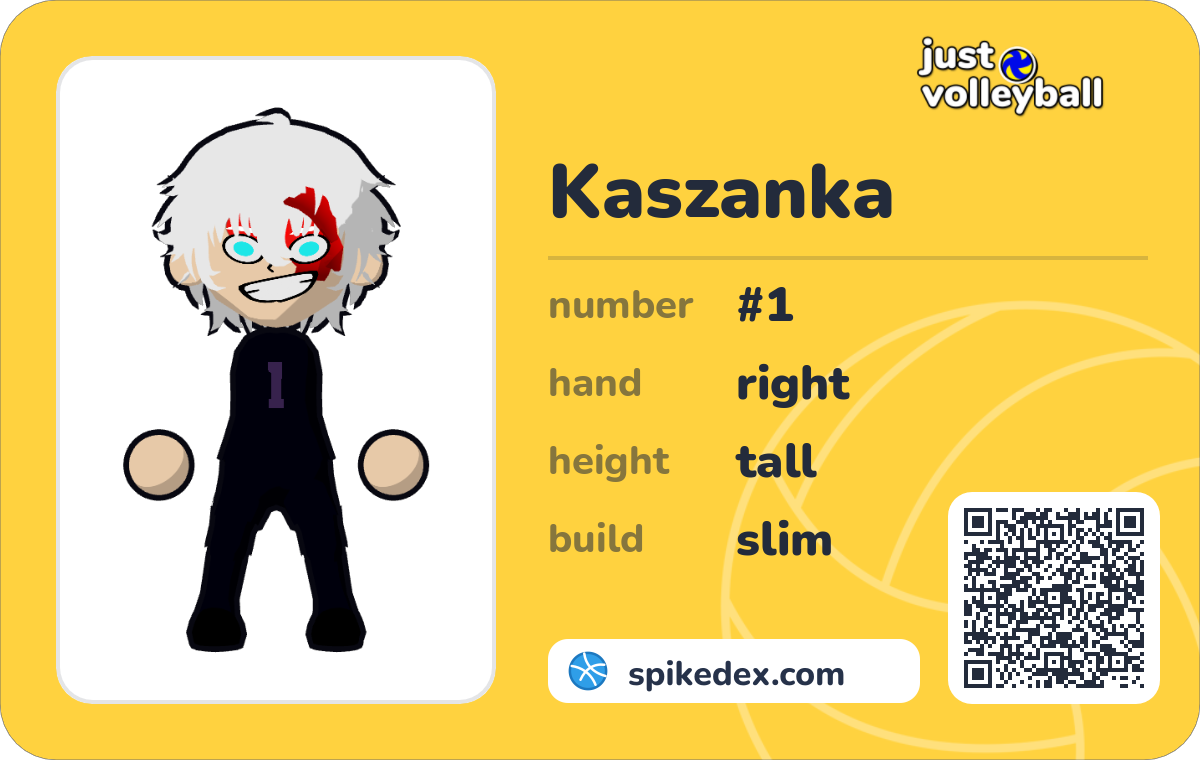 just
volleyball
Kaszanka
number #1
hand right
height tall
build slim
1
spikedex.com